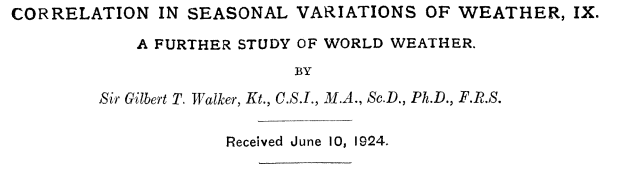 CORRELATION IN SEASONAL VARIATIONS OF WEATHER, IX.
A FURTHER STUDY OF WORLD WEATHER.
BY
Sir Gilbert T. Walker, Kt., C.S.I., M.A., Sc.D., Ph.D., F.R.S.
Received June 10, 1924.